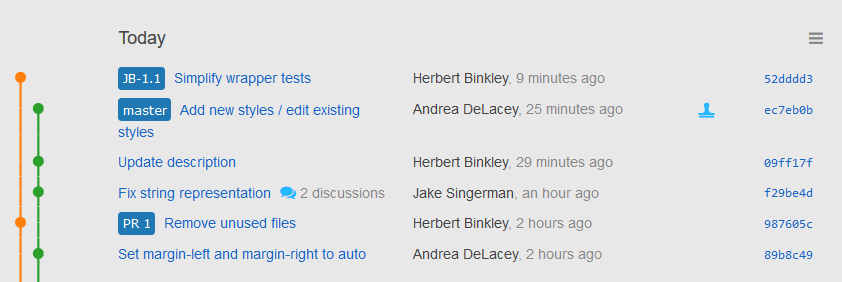 Today
JB-1.1 Simplify wrapper tests Herbert Binkley, 9 minutes ago 52dddd3
master Add new styles / edit existing Andrea DeLacey, 25 minutes ago ec7eb0b
styles
Update description Herbert Binkley, 29 minutes ago 09ff17f
Fix string representation 2 discussions Jake Singerman, an hour ago f29be4d
PR 1 Remove unused files Herbert Binkley, 2 hours ago 987605c
Set margin-left and margin-right to auto Andrea DeLacey, 2 hours ago 89b8c49